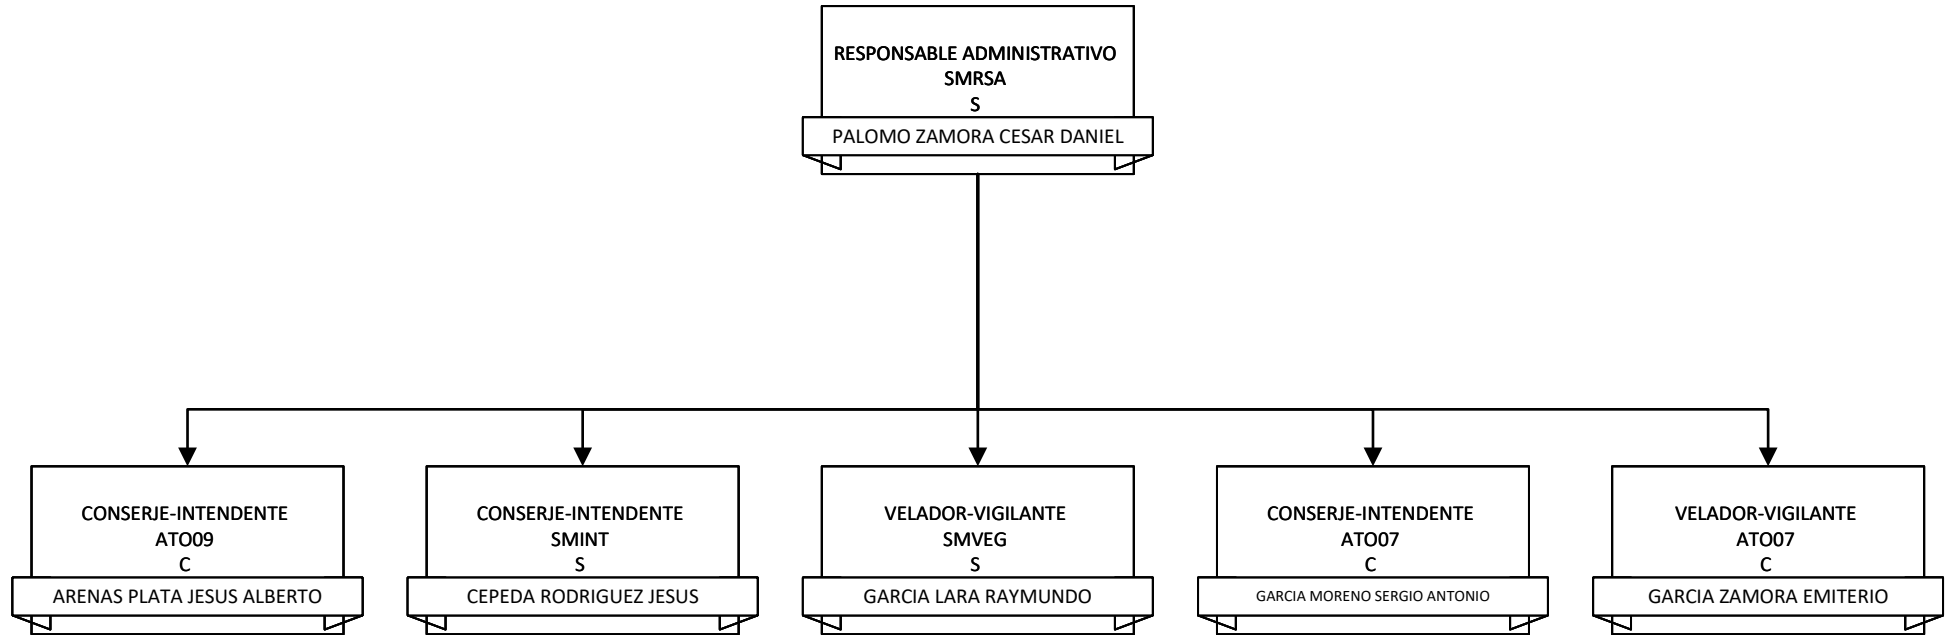 RESPONSABLE ADMINISTRATIVO
SMRSA
S
PALOMO ZAMORA CESAR DANIEL
CONSERJE-INTENDENTE
ATO09
C
ARENAS PLATA JESUS ALBERTO
CONSERJE-INTENDENTE
SMINT
S
CEPEDA RODRIGUEZ JESUS
VELADOR-VIGILANTE
SMVEG
S
GARCIA LARA RAYMUNDO
CONSERJE-INTENDENTE
ATO07
C
GARCIA MORENO SERGIO ANTONIO
VELADOR-VIGILANTE
ATO07
C
GARCIA ZAMORA EMITERIO